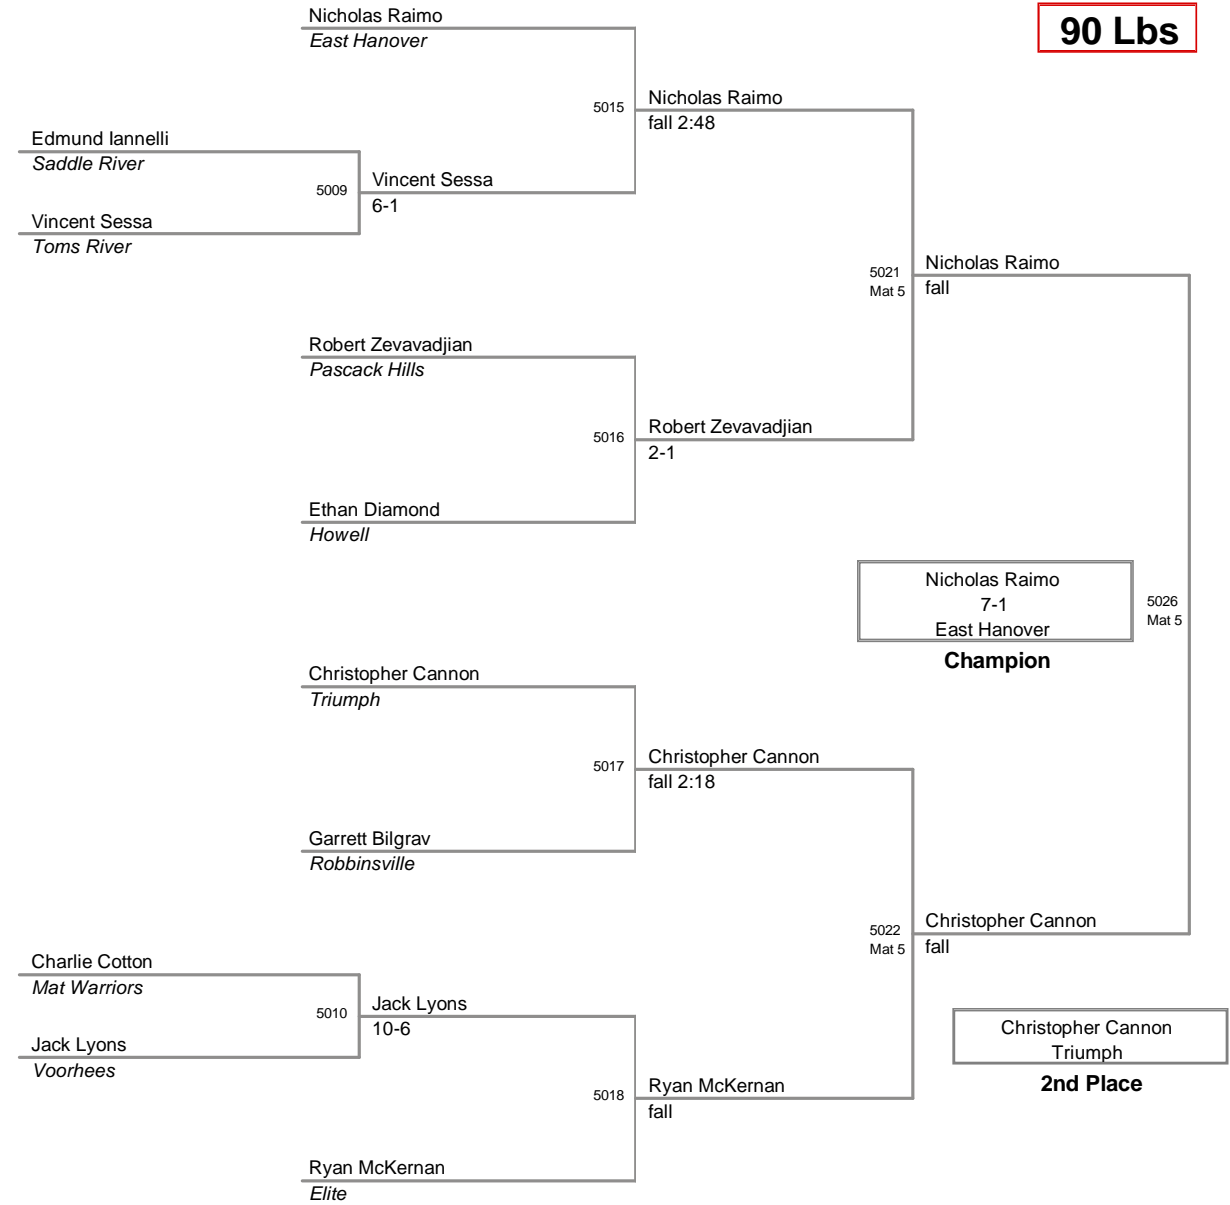 Nicholas Raimo
East Hanover
90 Lbs
5015
Nicholas Raimo
fall 2:48
Edmund Iannelli
Saddle River
5009
Vincent Sessa
6-1
Vincent Sessa
Toms River
5021
Mat 5
Nicholas Raimo
fall
Robert Zevavadjian
Pascack Hills
5016
Robert Zevavadjian
2-1
Ethan Diamond
Howell
Nicholas Raimo
7-1
East Hanover
Champion
5026
Mat 5
Christopher Cannon
Triumph
5017
Christopher Cannon
fall 2:18
Garrett Bilgrav
Robbinsville
5022
Mat 5
Christopher Cannon
fall
Charlie Cotton
Mat Warriors
5010
Jack Lyons
10-6
Jack Lyons
Voorhees
Christopher Cannon
Triumph
2nd Place
5018
Ryan McKernan
fall
Ryan McKernan
Elite